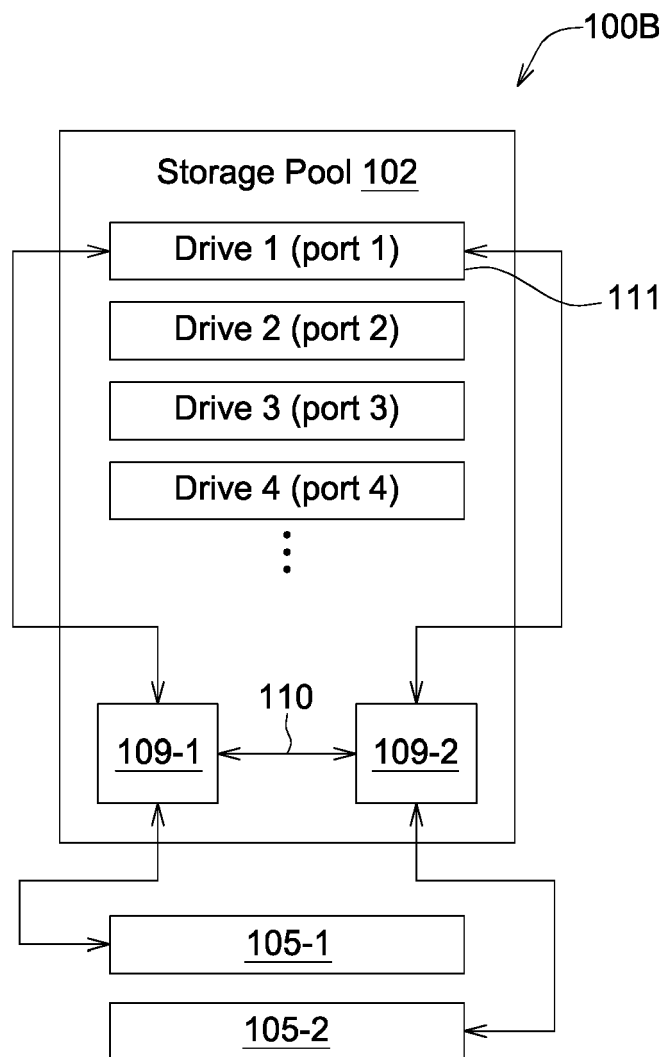 100B
Storage Pool 102
Drive 1 (port 1)
111
Drive 2 (port 2)
Drive 3 (port 3)
Drive 4 (port 4)
110
109-1
109-2
105-1
105-2